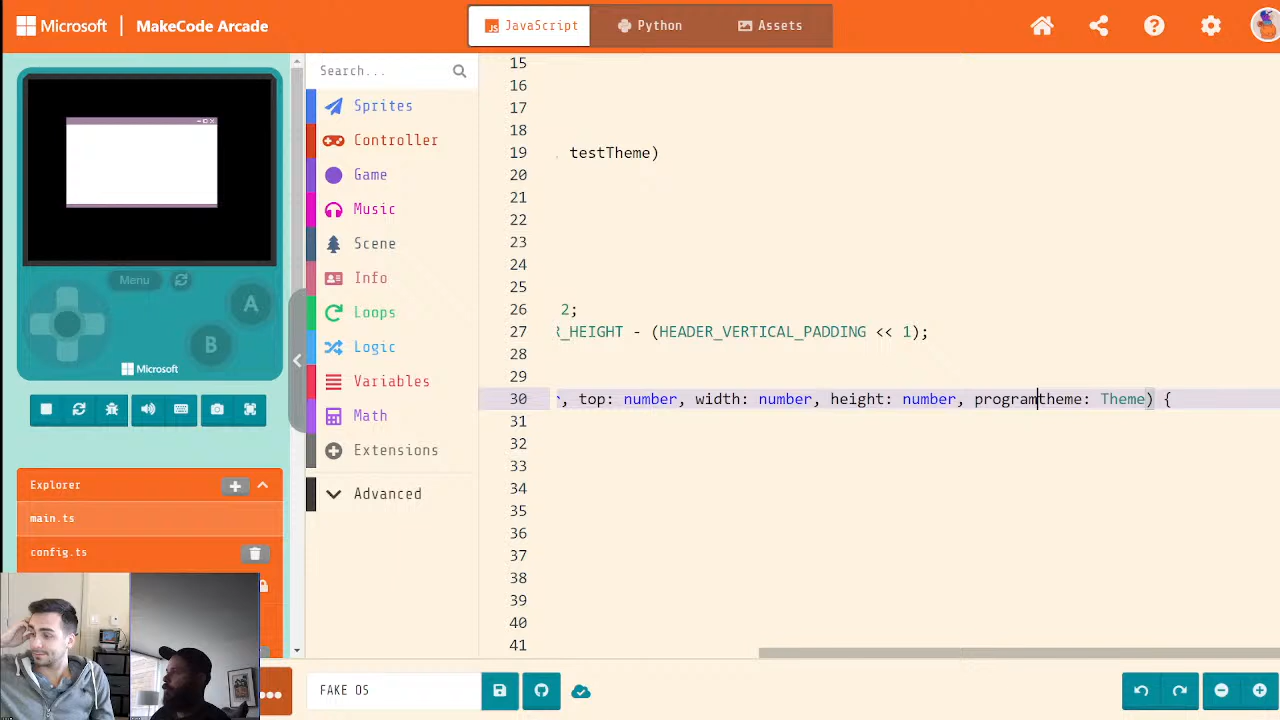 Microsoft | MakeCode Arcade
JavaScript
Python
Assets
Menu
A
B
Microsoft
Explorer
main.ts
config.ts
Search...
Sprites
Controller
Game
Music
Scene
Info
Loops
Logic
Variables
Math
Extensions
Advanced
15
16
17
18
19 , testTheme)
20
21
22
23
24
25
26 2;
27 R_HEIGHT - (HEADER_VERTICAL_PADDING << 1);
28
29
30 r, top: number, width: number, height: number, programtheme: Theme) {
31
32
33
34
35
36
37
38
39
40
41
FAKE OS